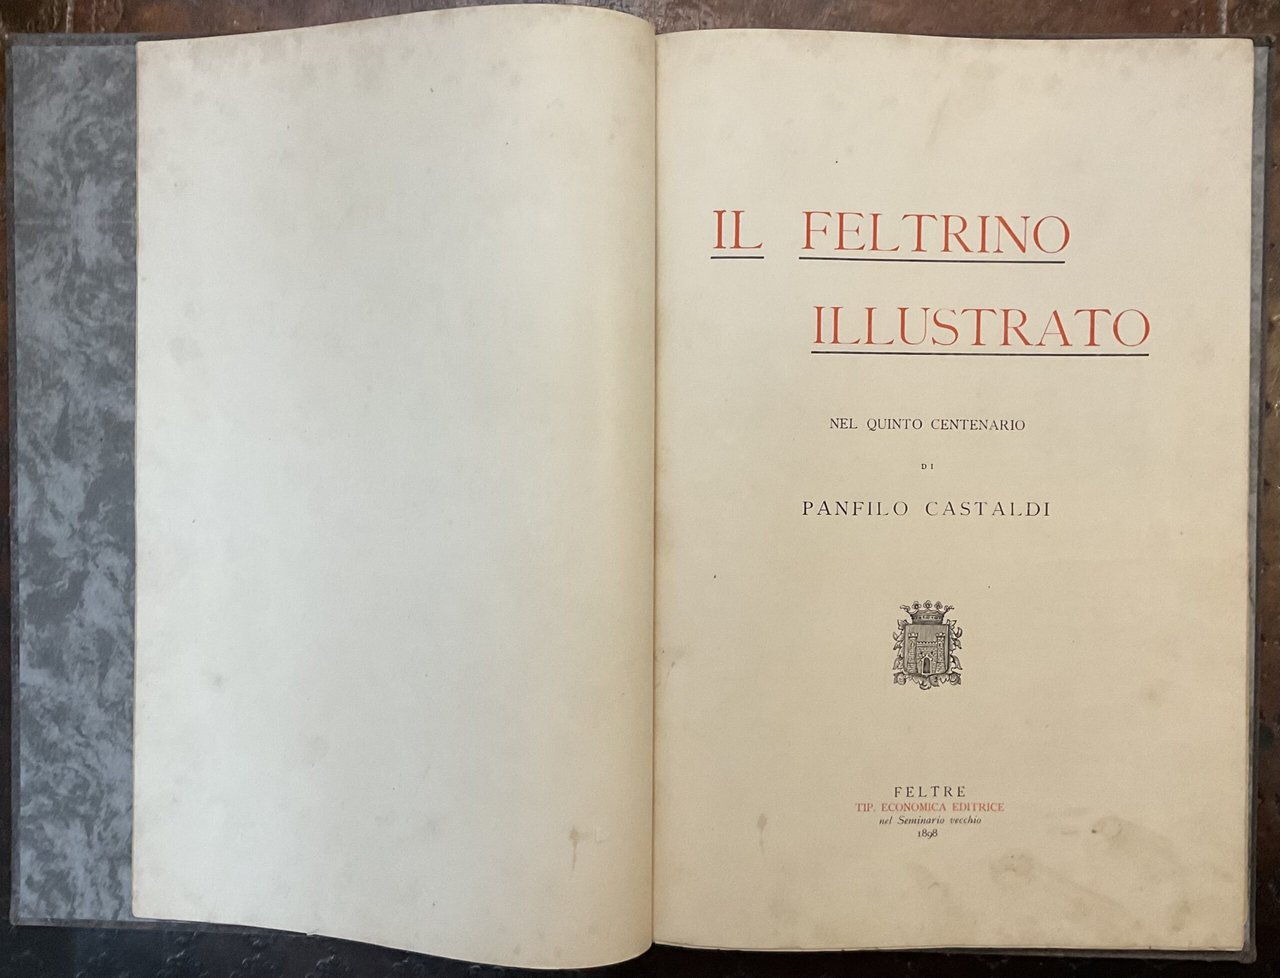 IL FELTRINO
ILLUSTRATO
NEL QUINTO CENTENARIO
DI
PANFILO CASTALDI
FELTRE
TIP. ECONOMICA EDITRICE
nel Seminario vecchio
1898